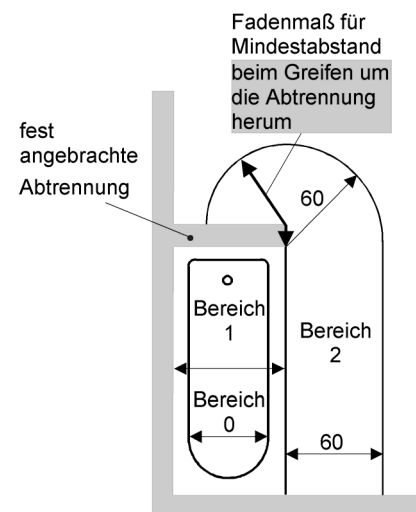 Fadenmaß für
Mindestabstand
beim Greifen um
die Abtrennung
herum
fest
angebrachte
Abtrennung
60
Bereich
1
Bereich
2
Bereich
0
60